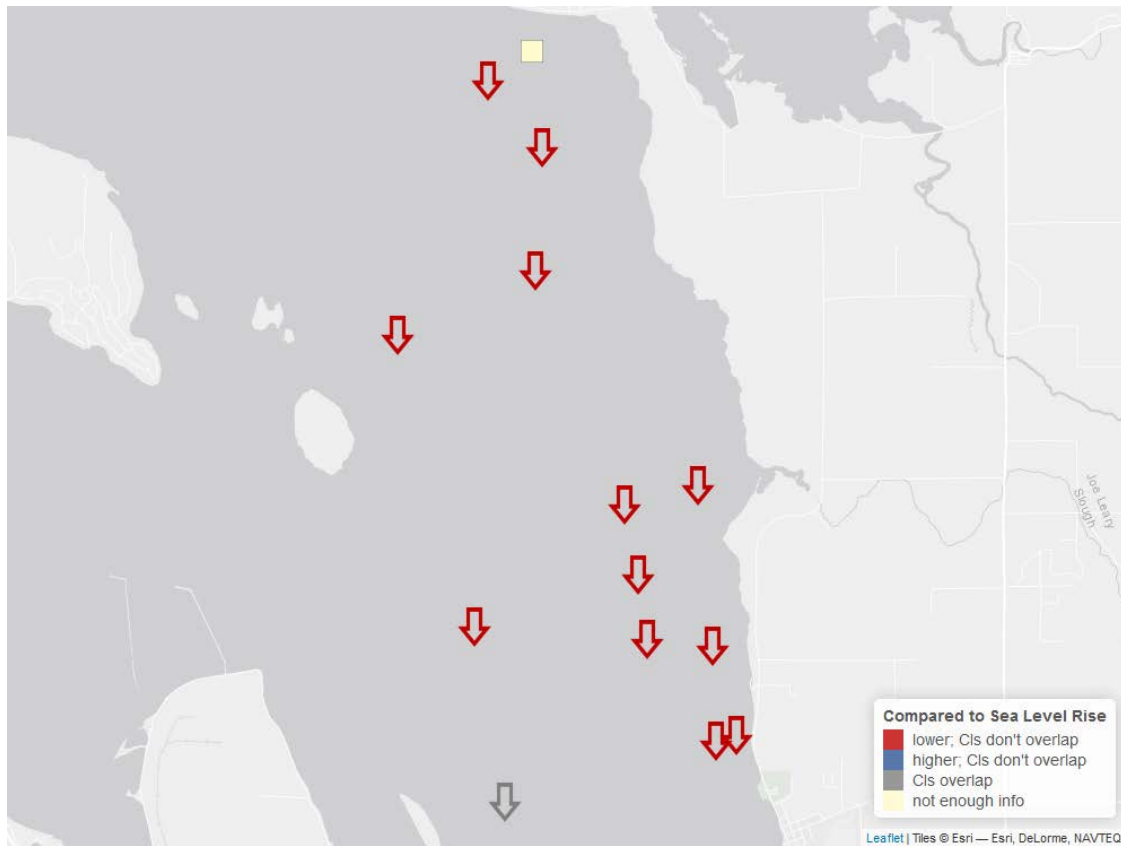 Joe Leary
Slough
Compared to Sea Level Rise
lower; CIs don't overlap
higher; CIs don't overlap
CIs overlap
not enough info
Leaflet | Tiles © Esri — Esri, DeLorme, NAVTEQ